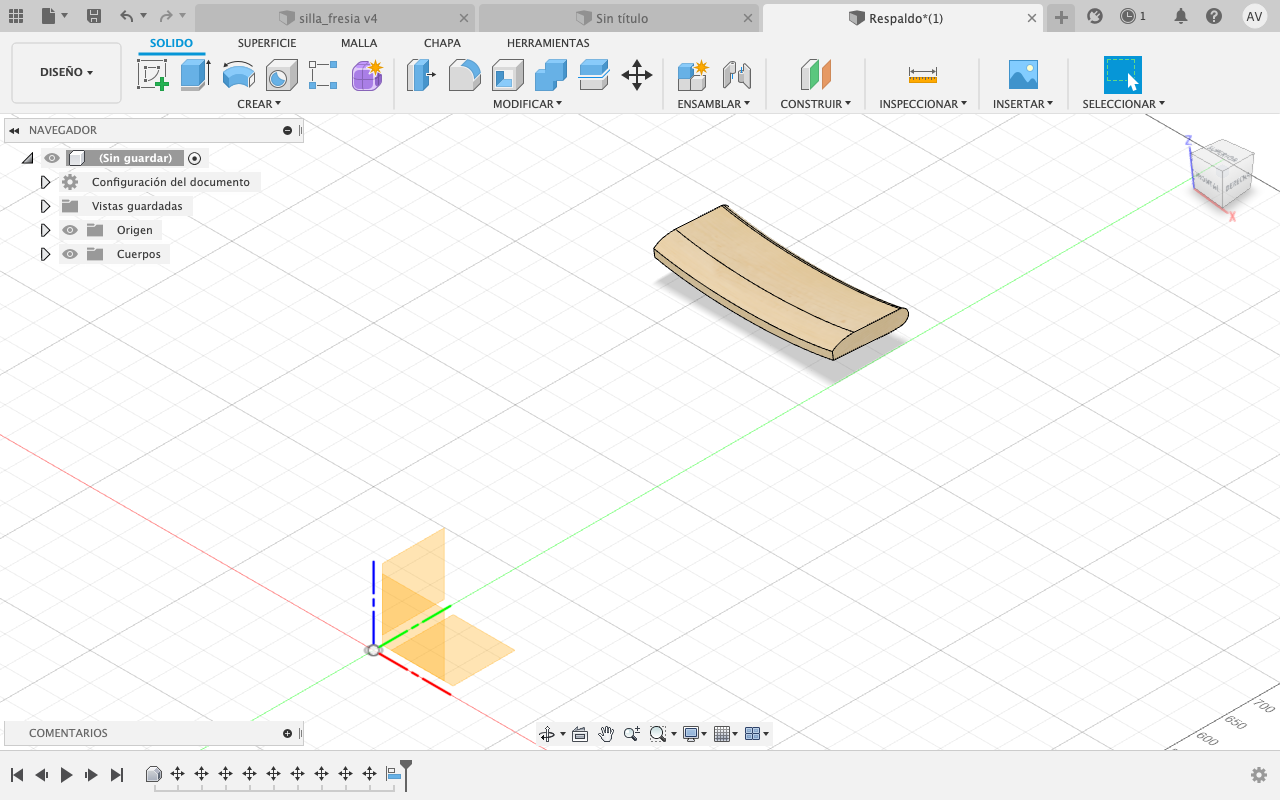 silla_fresia v4
Sin título
Respaldo*(1)
1
AV
DISEÑO
SOLIDO
SUPERFICIE
MALLA
CHAPA
HERRAMIENTAS
CREAR
MODIFICAR
ENSAMBLAR
CONSTRUIR
INSPECCIONAR
INSERTAR
SELECCIONAR
NAVEGADOR
(Sin guardar)
Configuración del documento
Vistas guardadas
Origen
Cuerpos
Z
X
700
650
600
COMENTARIOS